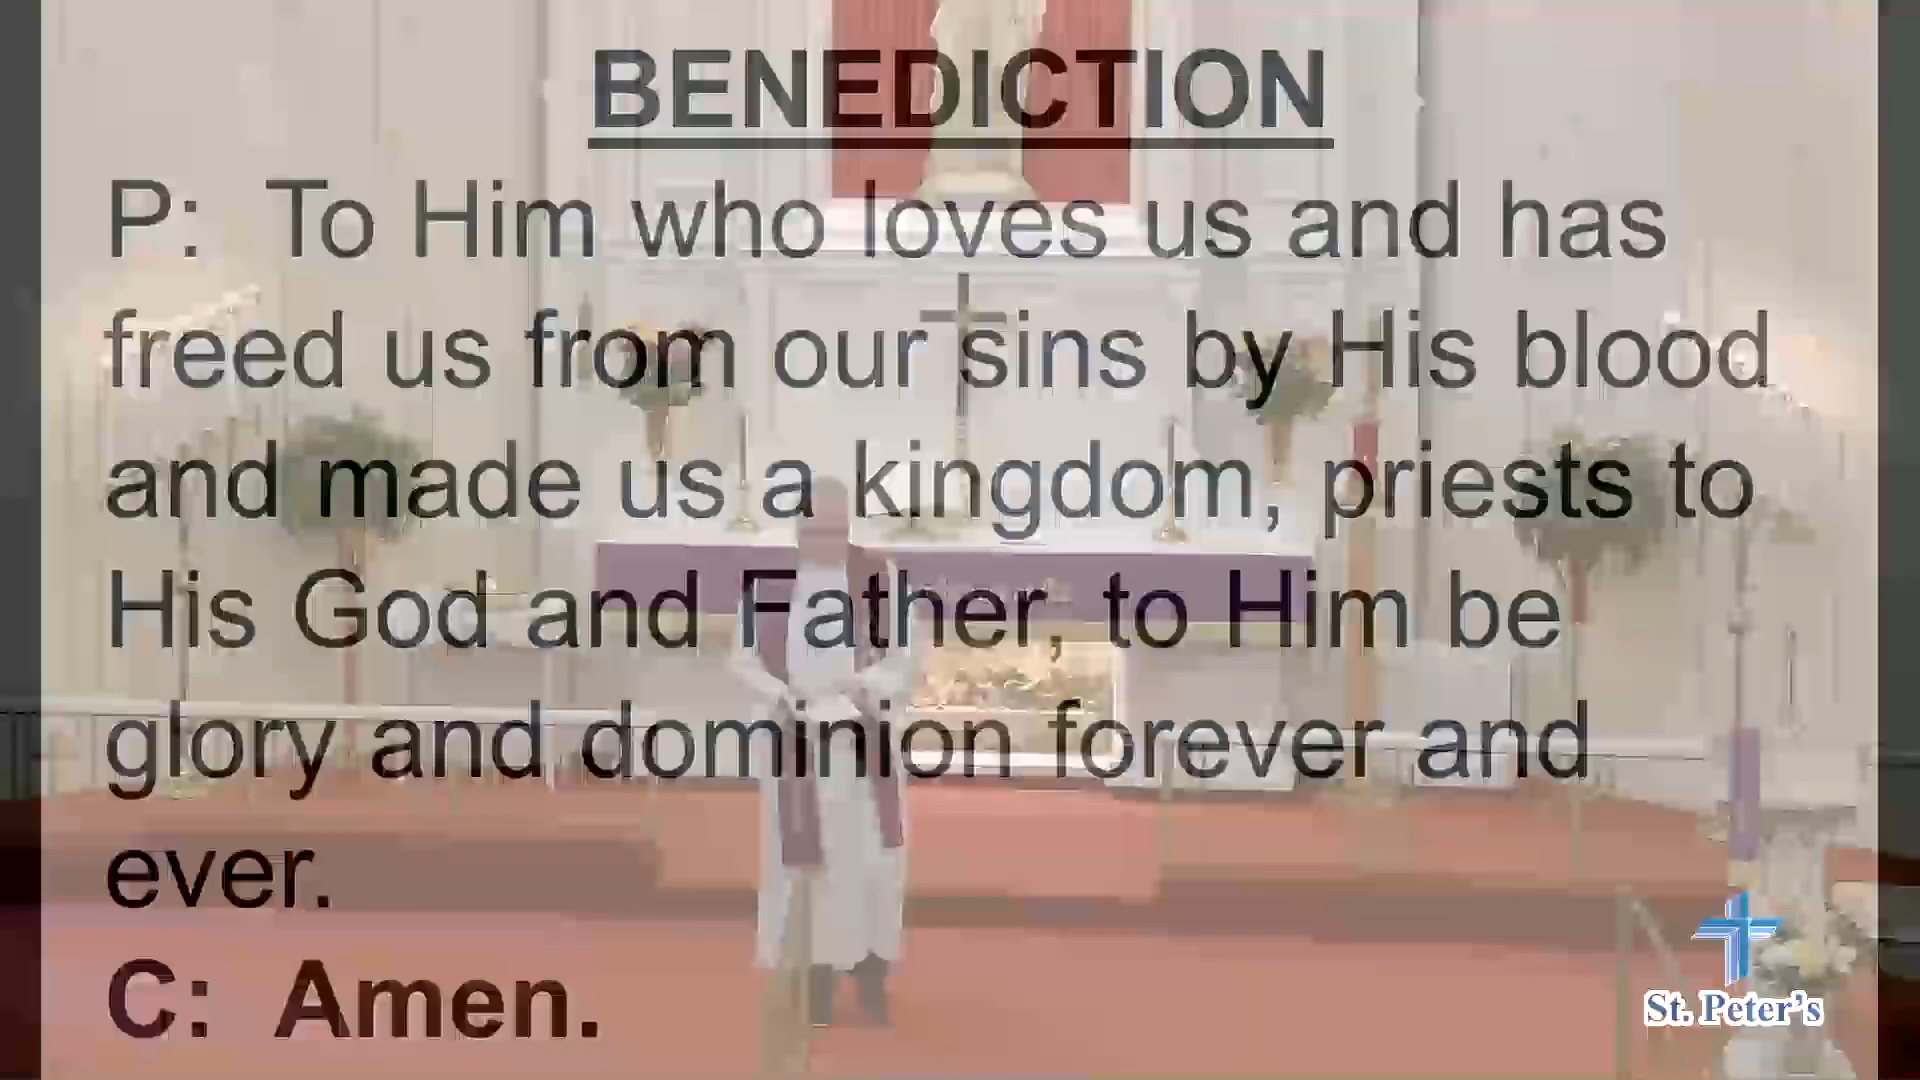 BENEDICTION
P: To Him who loves us and has
freed us from our sins by His blood
and made us a kingdom, priests to
His God and Father, to Him be
glory and dominion forever and
ever.
C: Amen.
St. Peter's